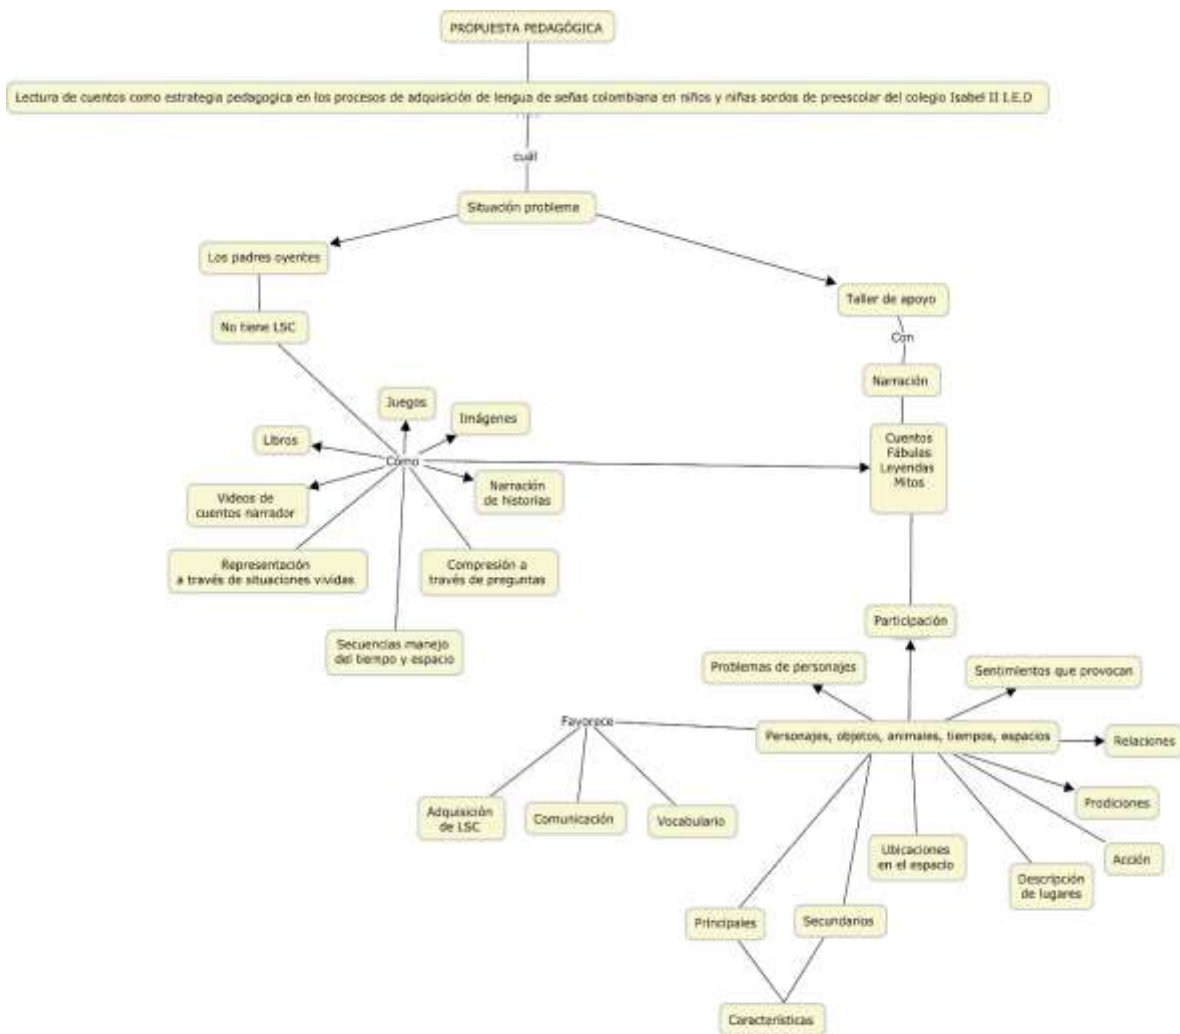 PROPUESTA PEDAGÓGICA
Lectura de cuentos como estrategia pedagogica en los procesos de adquisición de lengua de señas colombiana en niños y niñas sordos de preescolar del colegio Isabel II I.E.D
cuál
Situación probleme
Los padres oyentes
Taller de apoyo
No tiene LSC
Con
Narración
Juegos
Imágenes
Libros
Cómo
Cuentos
Fábulas
Leyendas
Mitos
Videos de
cuentos narrador
Narración
de historias
Representación
a través de situaciones vividas
Compresión a
través de preguntas
Secuencias manejo
del tiempo y espacio
Participación
Problemas de personajes
Sentimientos que provocan
Favorece
Personajes, objetos, animales, tiempos, espacios
Relaciones
Prodiciones
Adquisición
de LSC
Comunicación
Vocabulario
Ubicaciones
en el espacio
Acción
Descripción
de lugares
Principales
Secundarios
Características